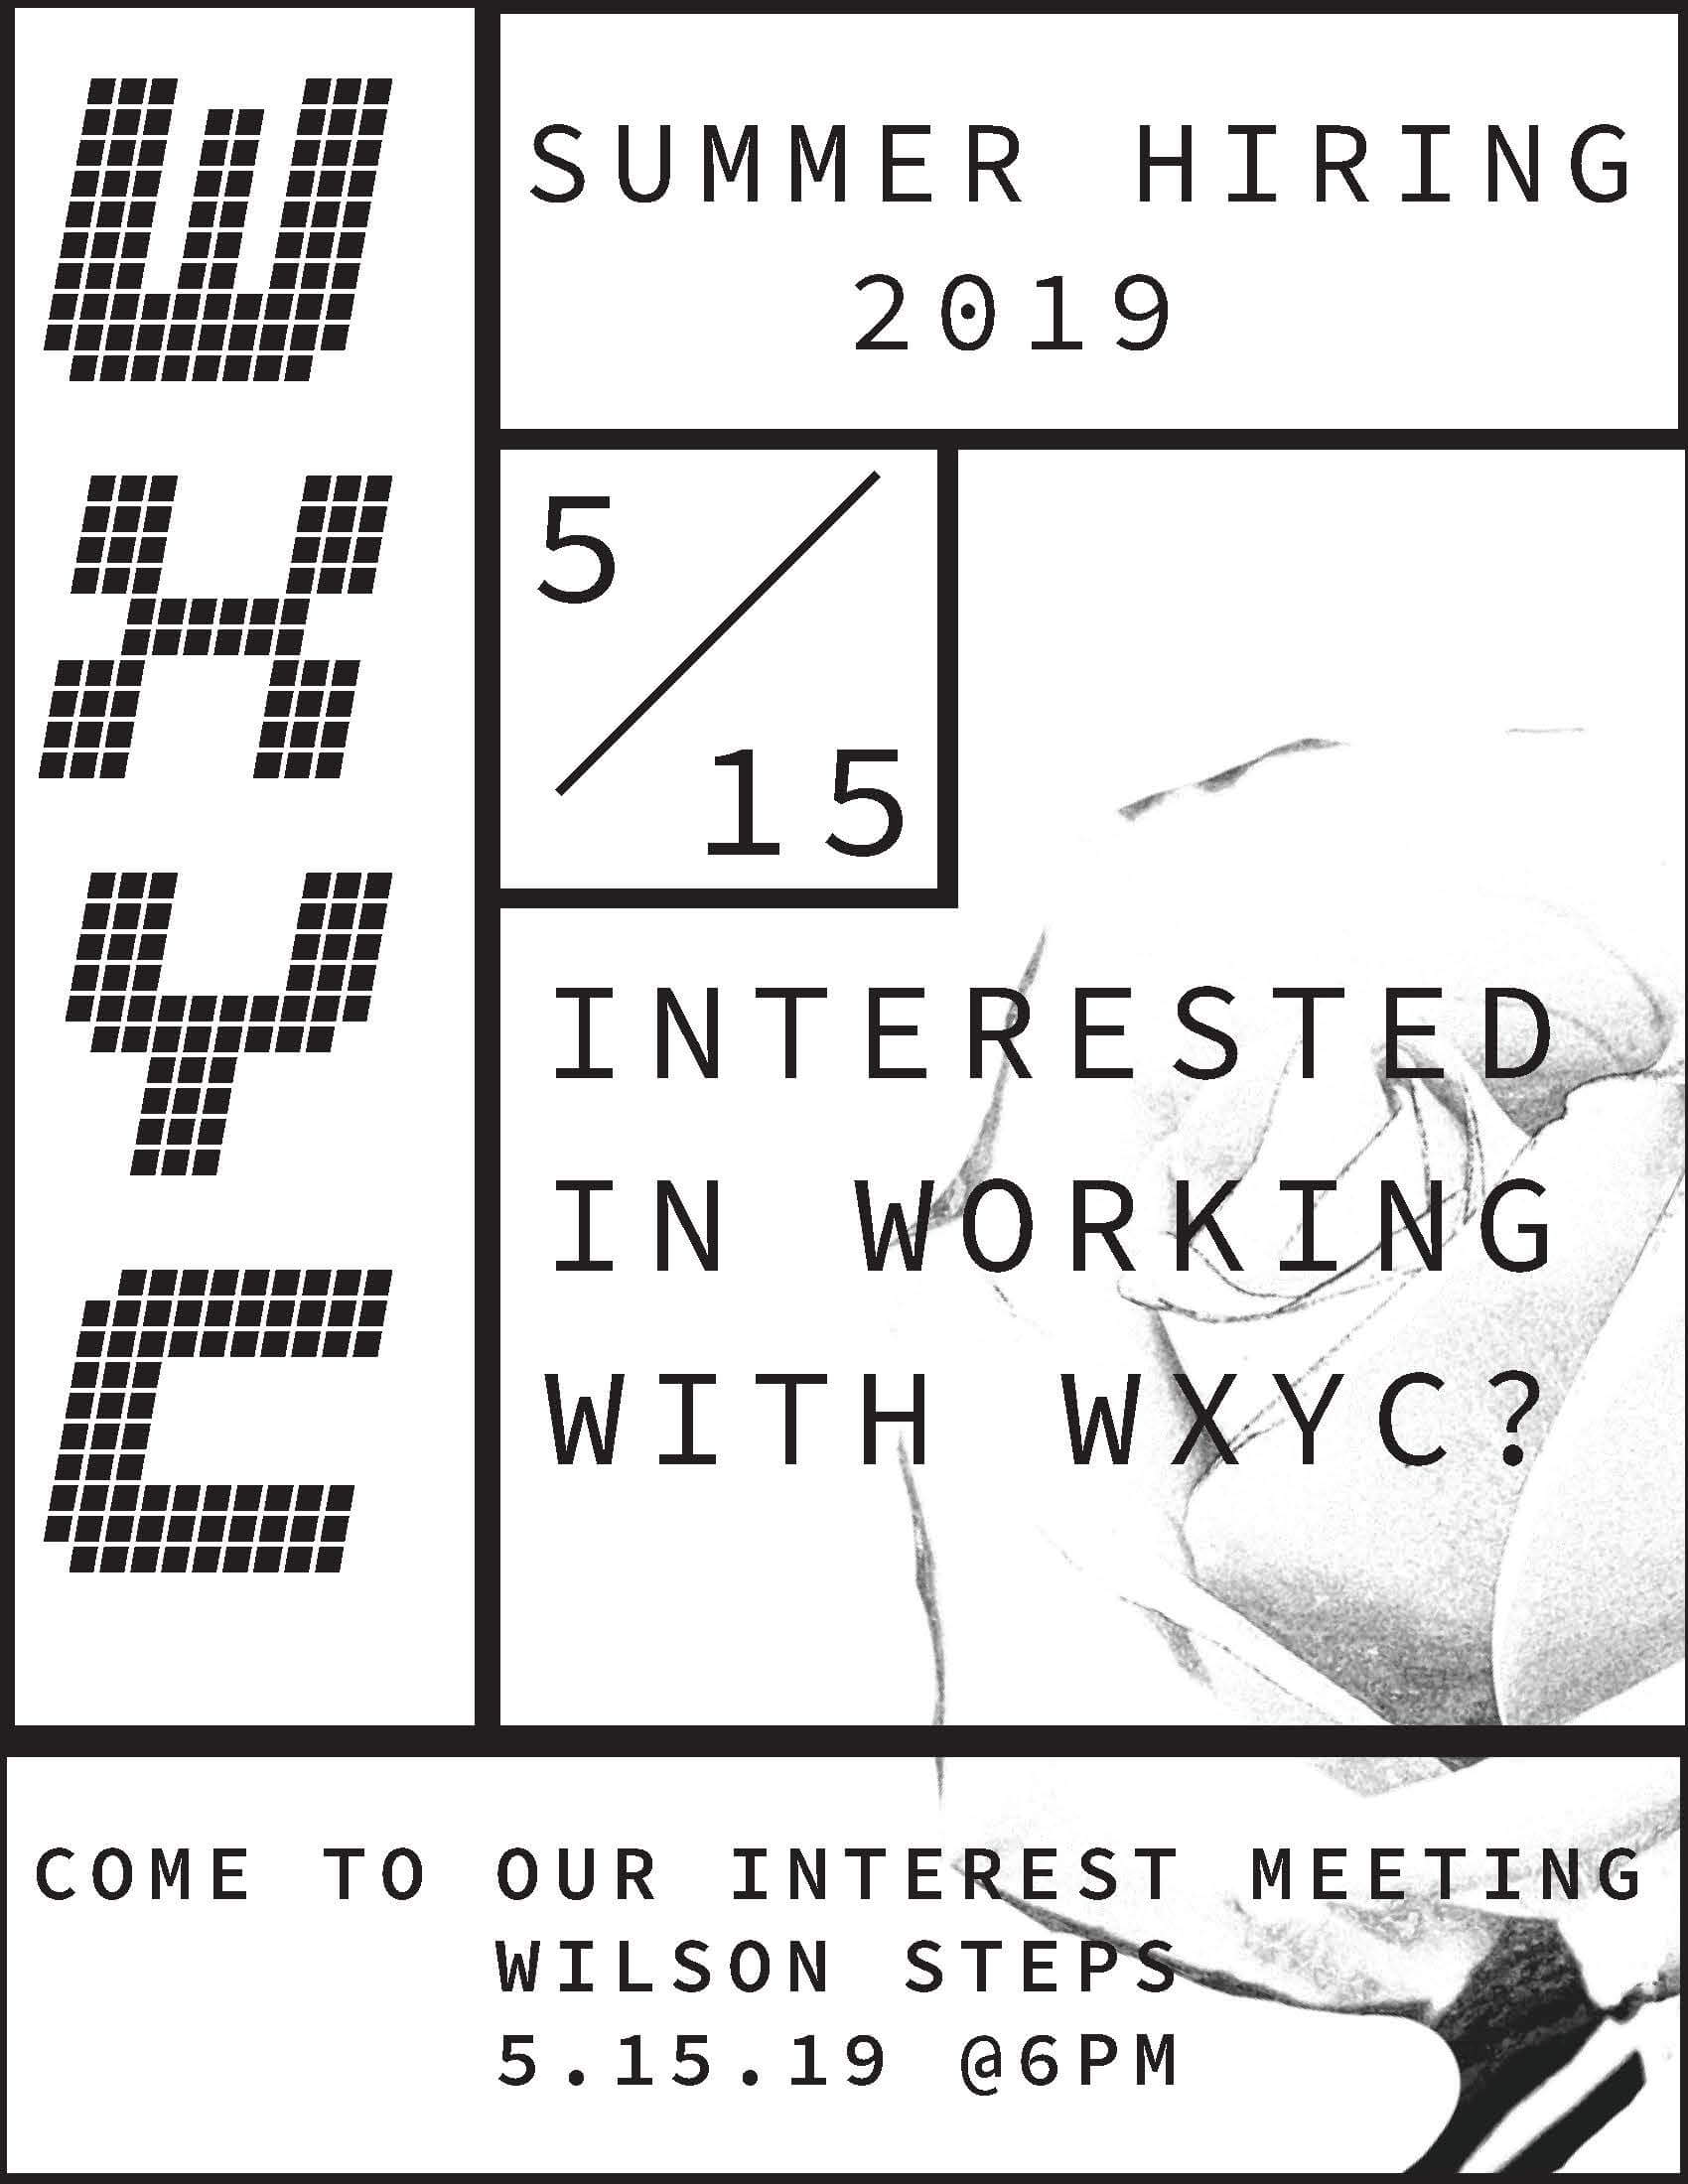 WXYC
SUMMER HIRING
2019
5/15
INTERESTED
IN WORKING
WITH WXYC?
COME TO OUR INTEREST MEETING
WILSON STEPS
5.15.19 @6PM